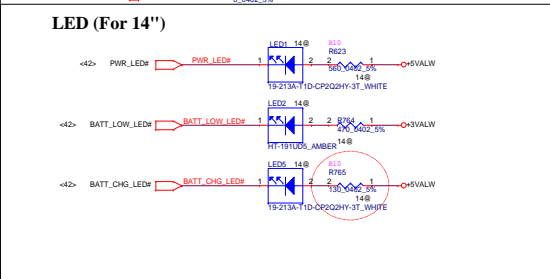 LED (For 14")
LED1 14@
R10
R623
<42> PWR_LED# PWR_LED# 1 2 2 1 +5VALW
560_0402_5%
14@
19-213A-T1D-CP2Q2HY-3T_WHITE
LED2 14@
<42> BATT_LOW_LED# BATT_LOW_LED# 1 2 2 R764 1 +3VALW
470_0402_5%
14@
HT-191UD5_AMBER
LED5 14@
R10
R765
<42> BATT_CHG_LED# BATT_CHG_LED# 1 2 2 1 +5VALW
130_0402_5%
14@
19-213A-T1D-CP2Q2HY-3T_WHITE